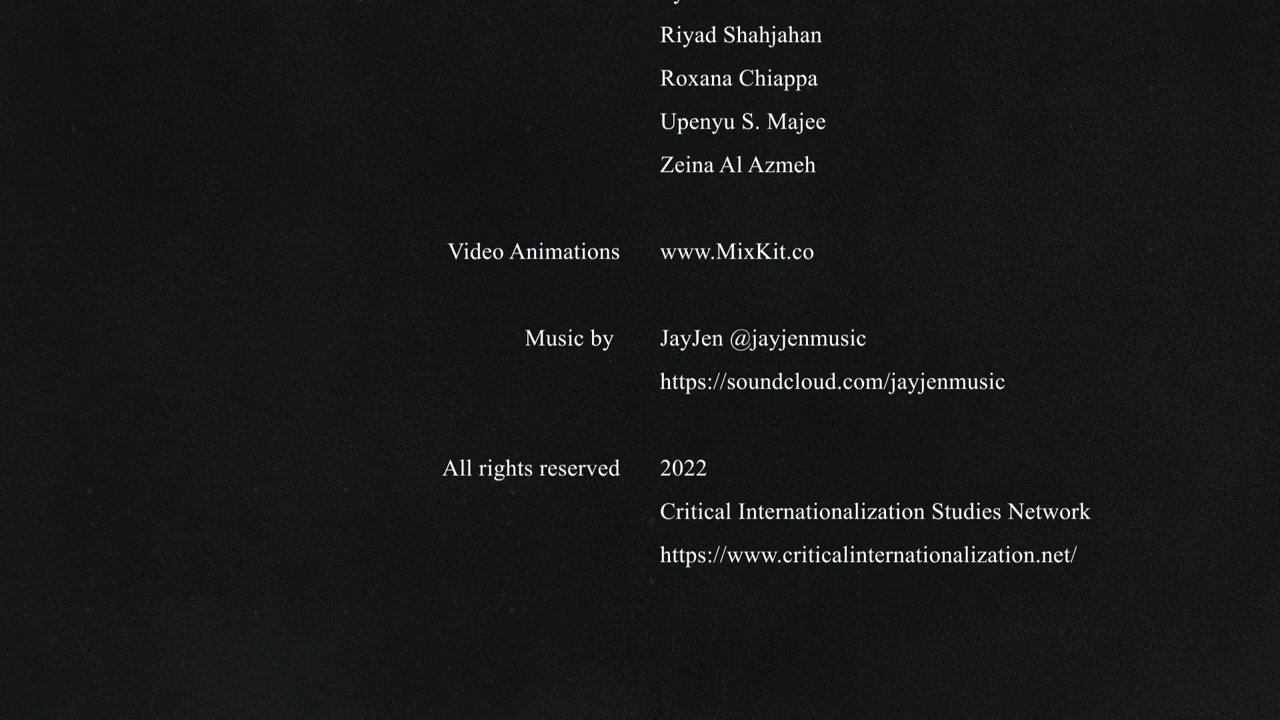 Riyad Shahjahan
Roxana Chiappa
Upenyu S. Majee
Zeina Al Azmeh
Video Animations www.MixKit.co
Music by JayJen @jayjenmusic
https://soundcloud.com/jayjenmusic
All rights reserved 2022
Critical Internationalization Studies Network
https://www.criticalinternationalization.net/